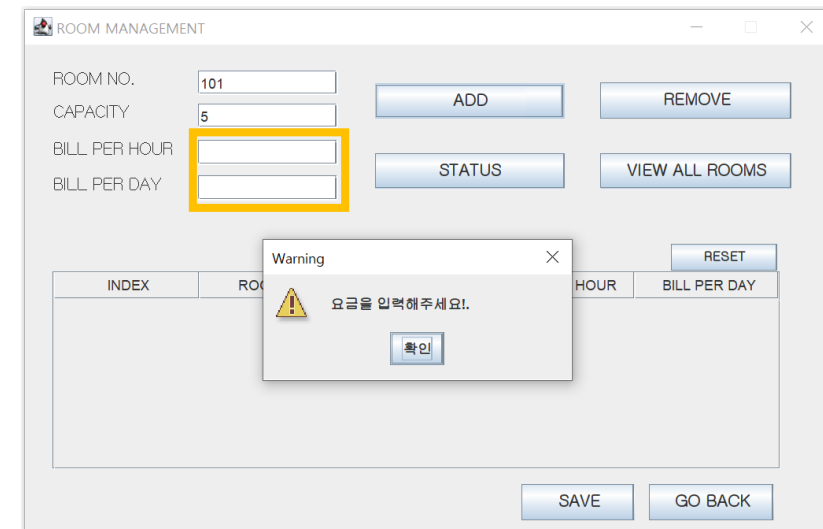 ROOM MANAGEMENT
ROOM NO.
101
ADD
REMOVE
CAPACITY
5
BILL PER HOUR
STATUS
VIEW ALL ROOMS
BILL PER DAY
RESET
Warning
INDEX
ROO
HOUR
BILL PER DAY
요금을 입력해주세요!.
확인
SAVE
GO BACK